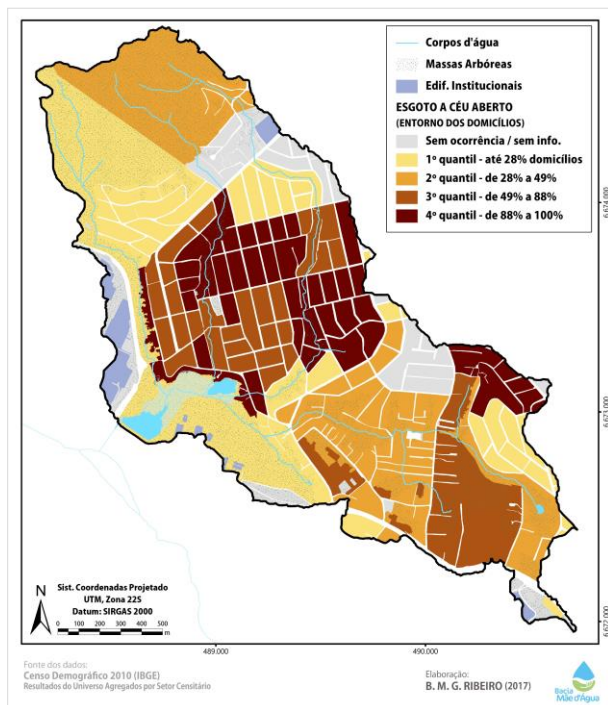 Corpos d'água
Massas Arbóreas
Edif. Institucionais
ESGOTO A CÉU ABERTO
(ENTORNO DOS DOMICÍLIOS)
Sem ocorrência / sem info.
1º quantil - até 28% domicílios
2º quantil - de 28% a 49%
3º quantil - de 49% a 88%
4º quantil - de 88% a 100%
6.674.000
6.673.000
6.672.000
N
Sist. Coordenadas Projetado
UTM, Zona 22S
Datum: SIRGAS 2000
0 100 200 300 400 500
m
489.000
490.000
Fonte dos dados:
Censo Demográfico 2010 (IBGE)
Resultados do Universo Agregados por Setor Censitário
Elaboração:
B. M. G. RIBEIRO (2017)
Bacia
Mãe d'Água